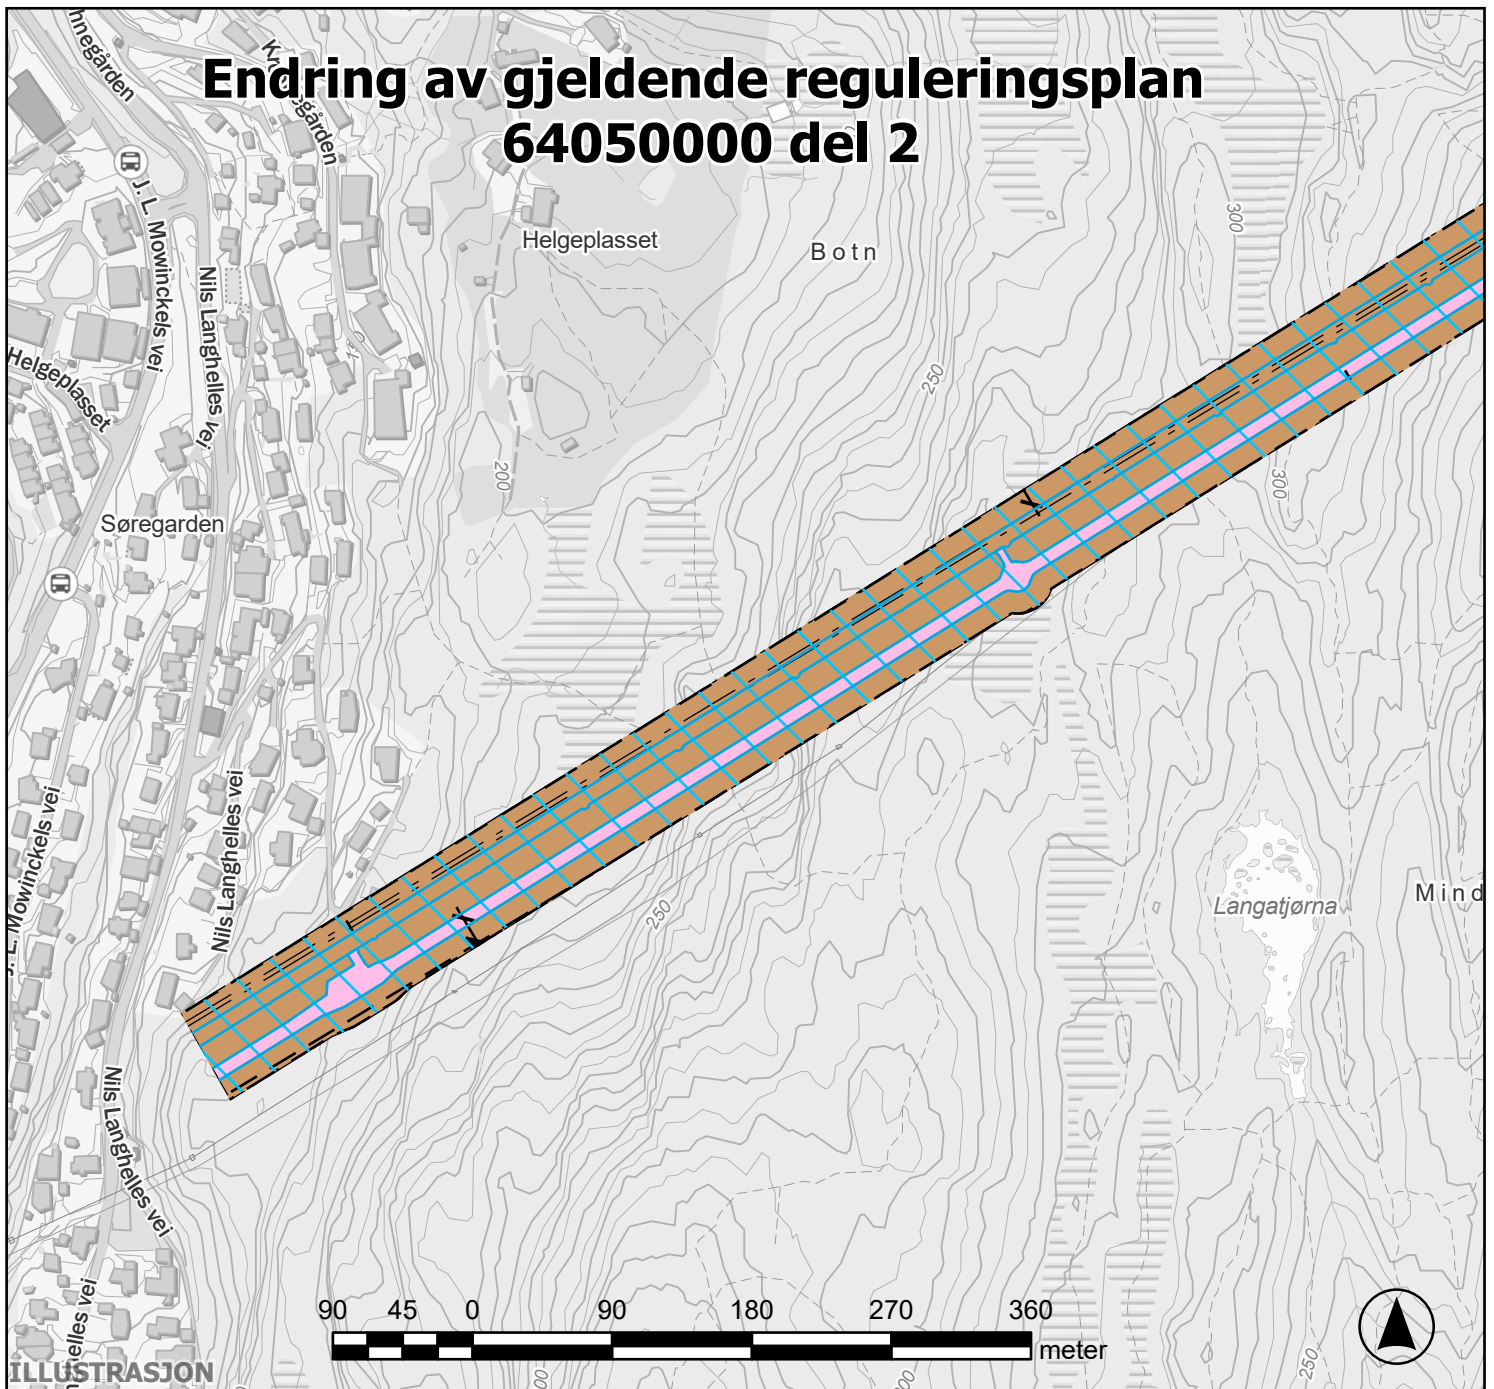 Endring av gjeldende reguleringsplan
64050000 del 2
J. L. Mowinckels vei
Nils Langhelles vei
Helgeplasset
Botn
300
Helgeplasset
250
200
300
Søregarden
Nils Langhelles vei
J. L. Mowinckels vei
250
Langatjørna
Mind
Nils Langhelles vei
90 45 0 90 180 270 360
meter
250
ILLUSTRASJON